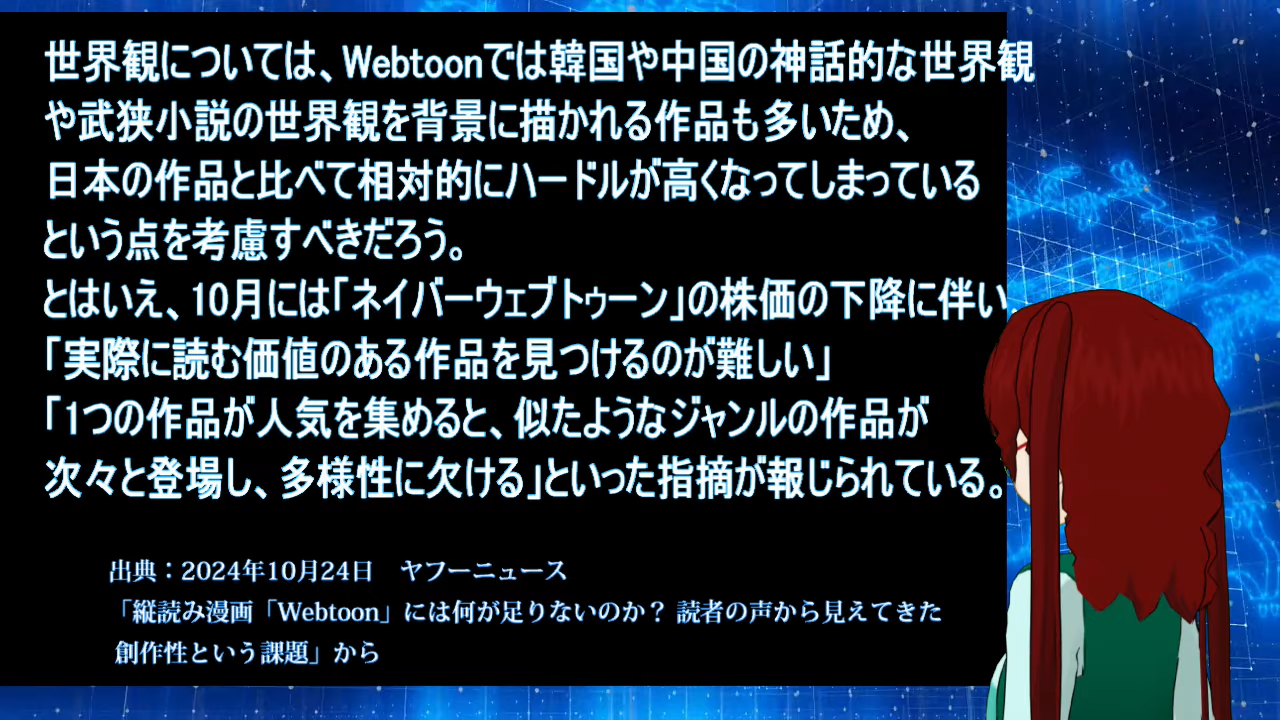 世界観については、Webtoonでは韓国や中国の神話的な世界観
や武狭小説の世界観を背景に描かれる作品も多いため、
日本の作品と比べて相対的にハードルが高くなってしまっている
という点を考慮すべきだろう。
とはいえ、10月には「ネイバーウェブトゥーン」の株価の下降に伴い
「実際に読む価値のある作品を見つけるのが難しい」
「1つの作品が人気を集めると、似たようなジャンルの作品が
次々と登場し、多様性に欠ける」といった指摘が報じられている。
出典：2024年10月24日　ヤフーニュース
「縦読み漫画「Webtoon」には何が足りないのか？ 読者の声から見えてきた
創作性という課題」から